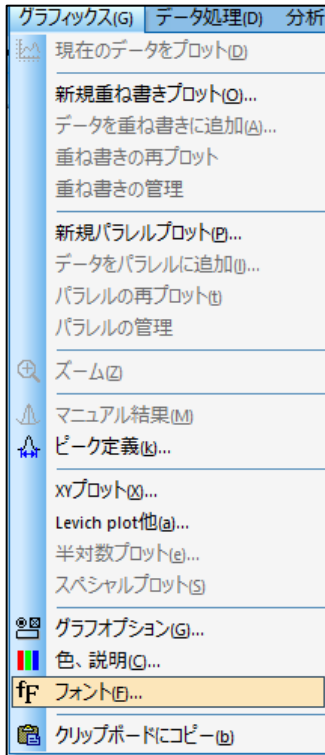 グラフィックス(G) データ処理(D) 分析
現在のデータをプロット(D)
新規重ね書きプロット(O)...
データを重ね書きに追加(A)...
重ね書きの再プロット
重ね書きの管理
新規パラレルプロット(P)...
データをパラレルに追加(I)...
パラレルの再プロット(t)
パラレルの管理
ズーム(Z)
マニュアル結果(M)
ピーク定義(k)...
XYプロット(X)...
Levich plot他(a)...
半対数プロット(e)...
スペシャルプロット(S)
グラフオプション(G)...
色、説明(C)...
fF フォント(F)...
クリップボードにコピー(b)